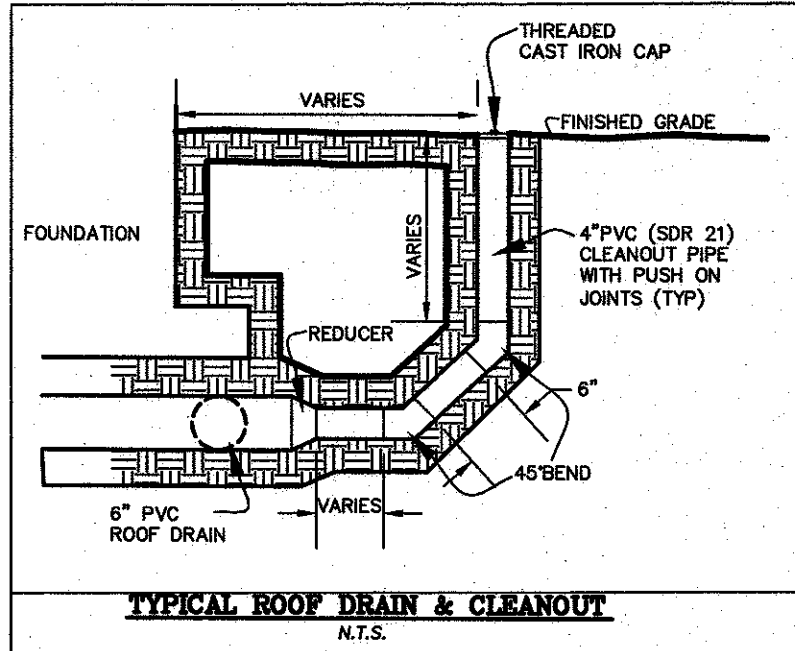 THREADED
CAST IRON CAP
VARIES
FINISHED GRADE
FOUNDATION
VARIES
4"PVC (SDR 21)
CLEANOUT PIPE
WITH PUSH ON
JOINTS (TYP)
REDUCER
6"
45°BEND
6" PVC
ROOF DRAIN
VARIES
TYPICAL ROOF DRAIN & CLEANOUT
N.T.S.